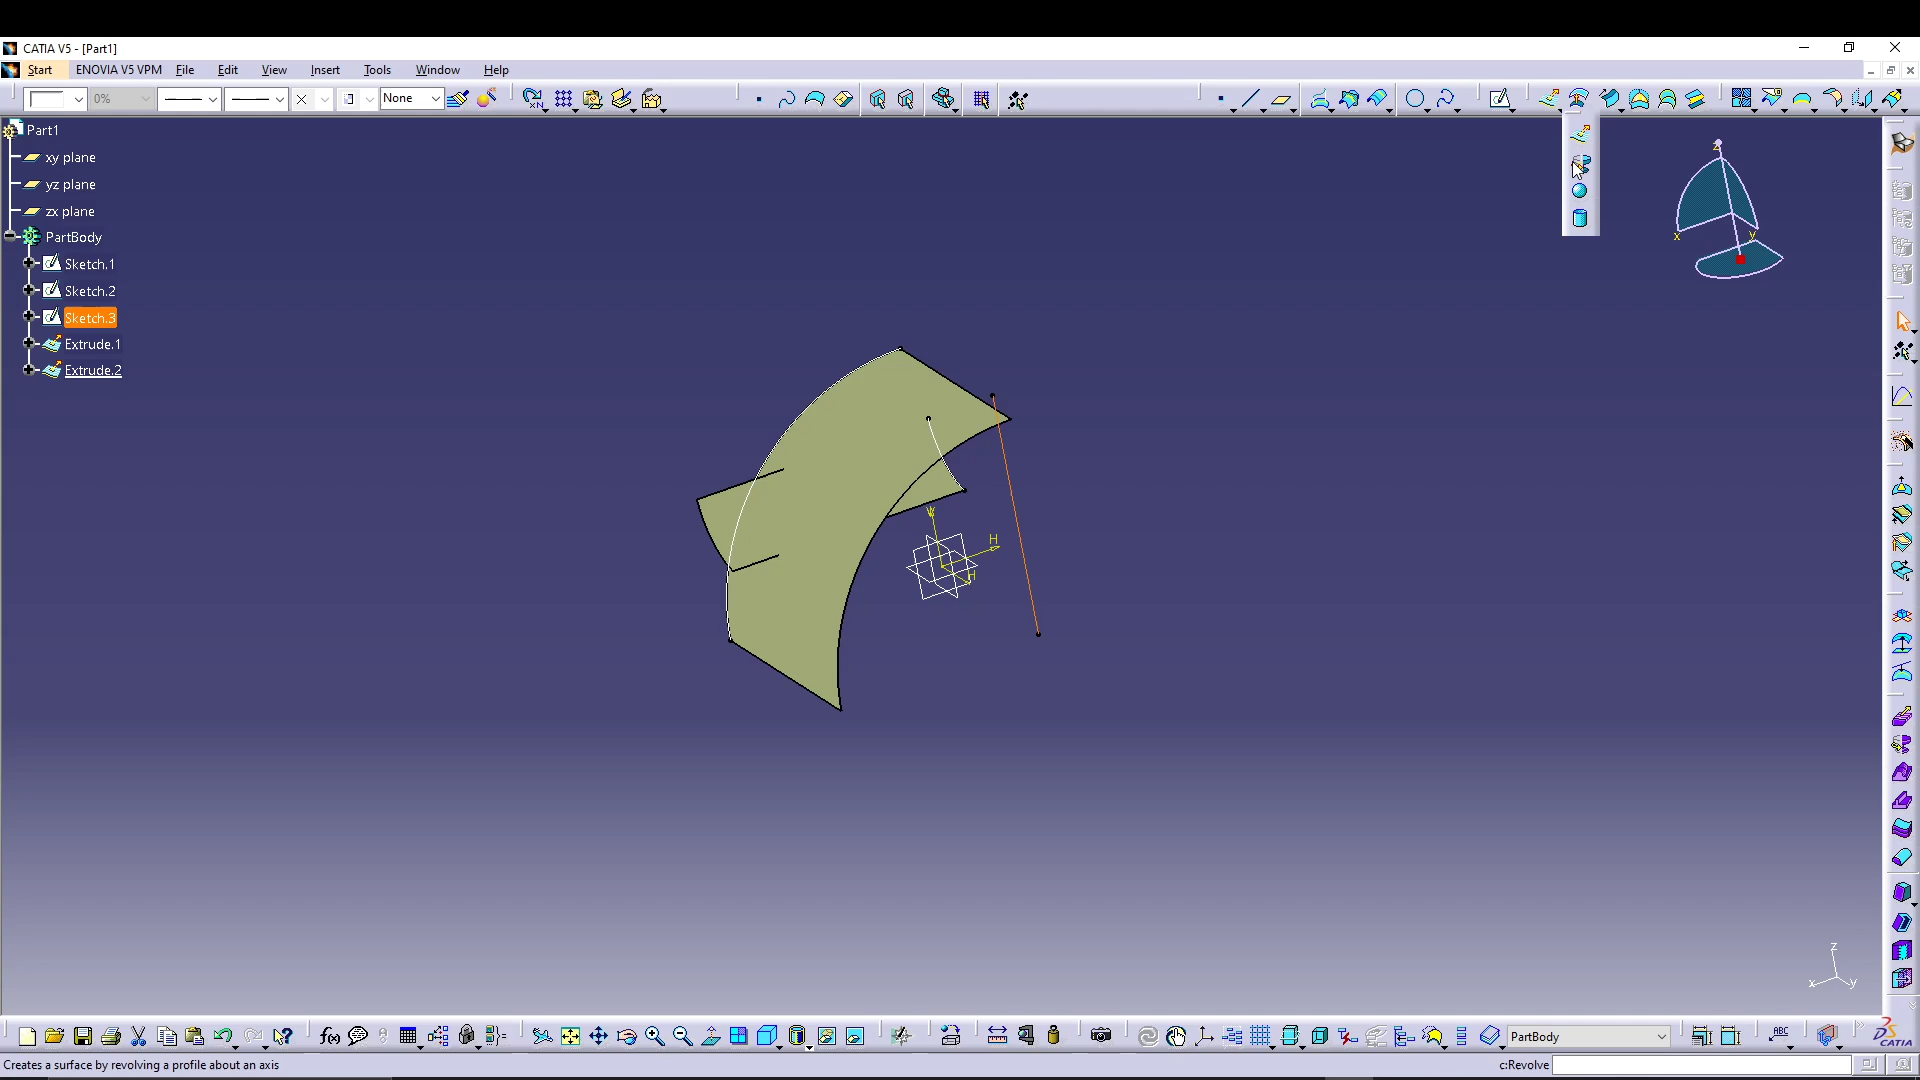 CATIA V5 - [Part1]
Start ENOVIA V5 VPM File Edit View Insert Tools Window Help
0% None
Part1
xy plane
yz plane
zx plane
PartBody
Sketch.1
Sketch.2
Sketch.3
Extrude.1
Extrude.2
z
x y
V
H
H
z
x y
f(x) PartBody ABC
CATIA
Creates a surface by revolving a profile about an axis c:Revolve